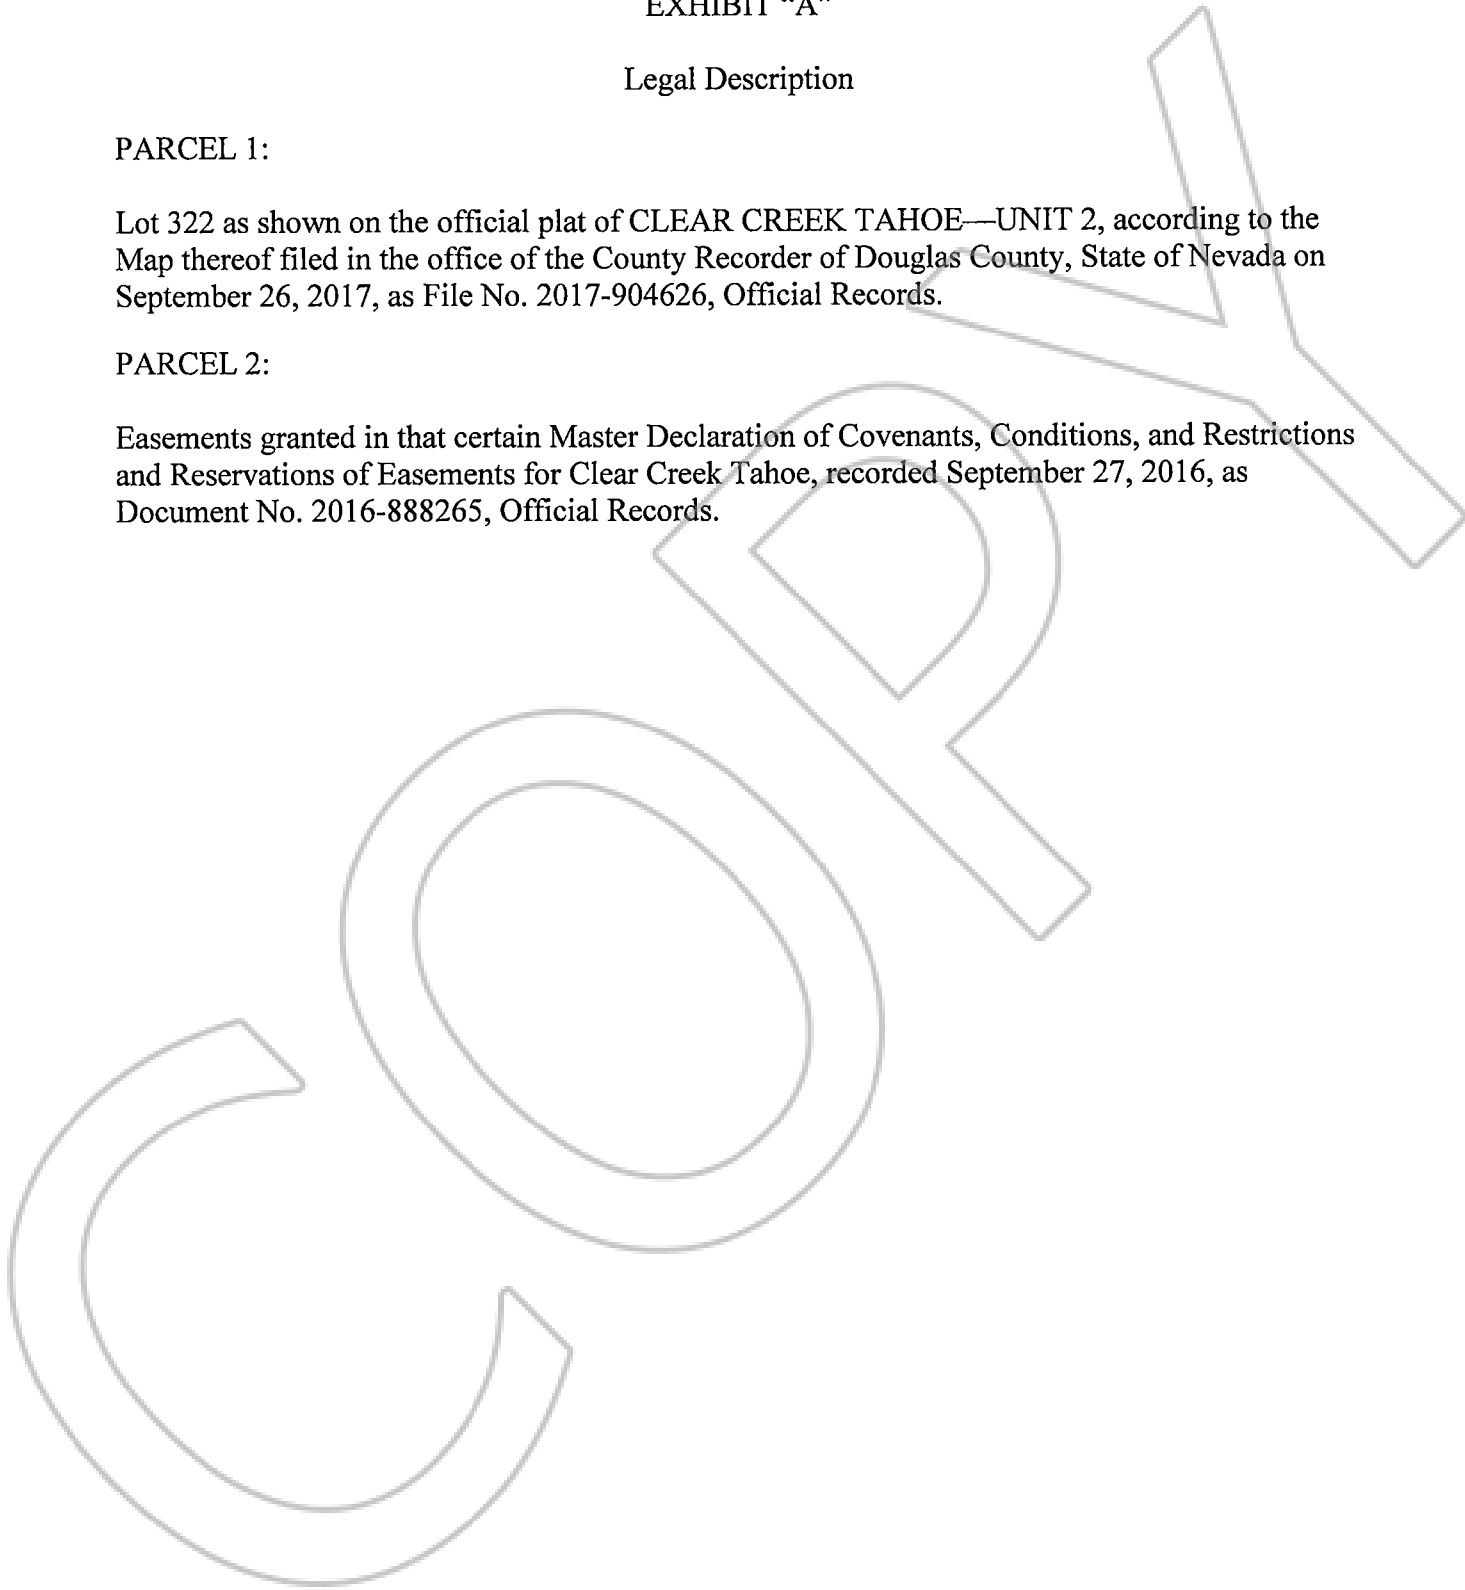 EXHIBIT "A"
Legal Description
PARCEL 1:
Lot 322 as shown on the official plat of CLEAR CREEK TAHOE—UNIT 2, according to the
Map thereof filed in the office of the County Recorder of Douglas County, State of Nevada on
September 26, 2017, as File No. 2017-904626, Official Records.
PARCEL 2:
Easements granted in that certain Master Declaration of Covenants, Conditions, and Restrictions
and Reservations of Easements for Clear Creek Tahoe, recorded September 27, 2016, as
Document No. 2016-888265, Official Records.
COPY